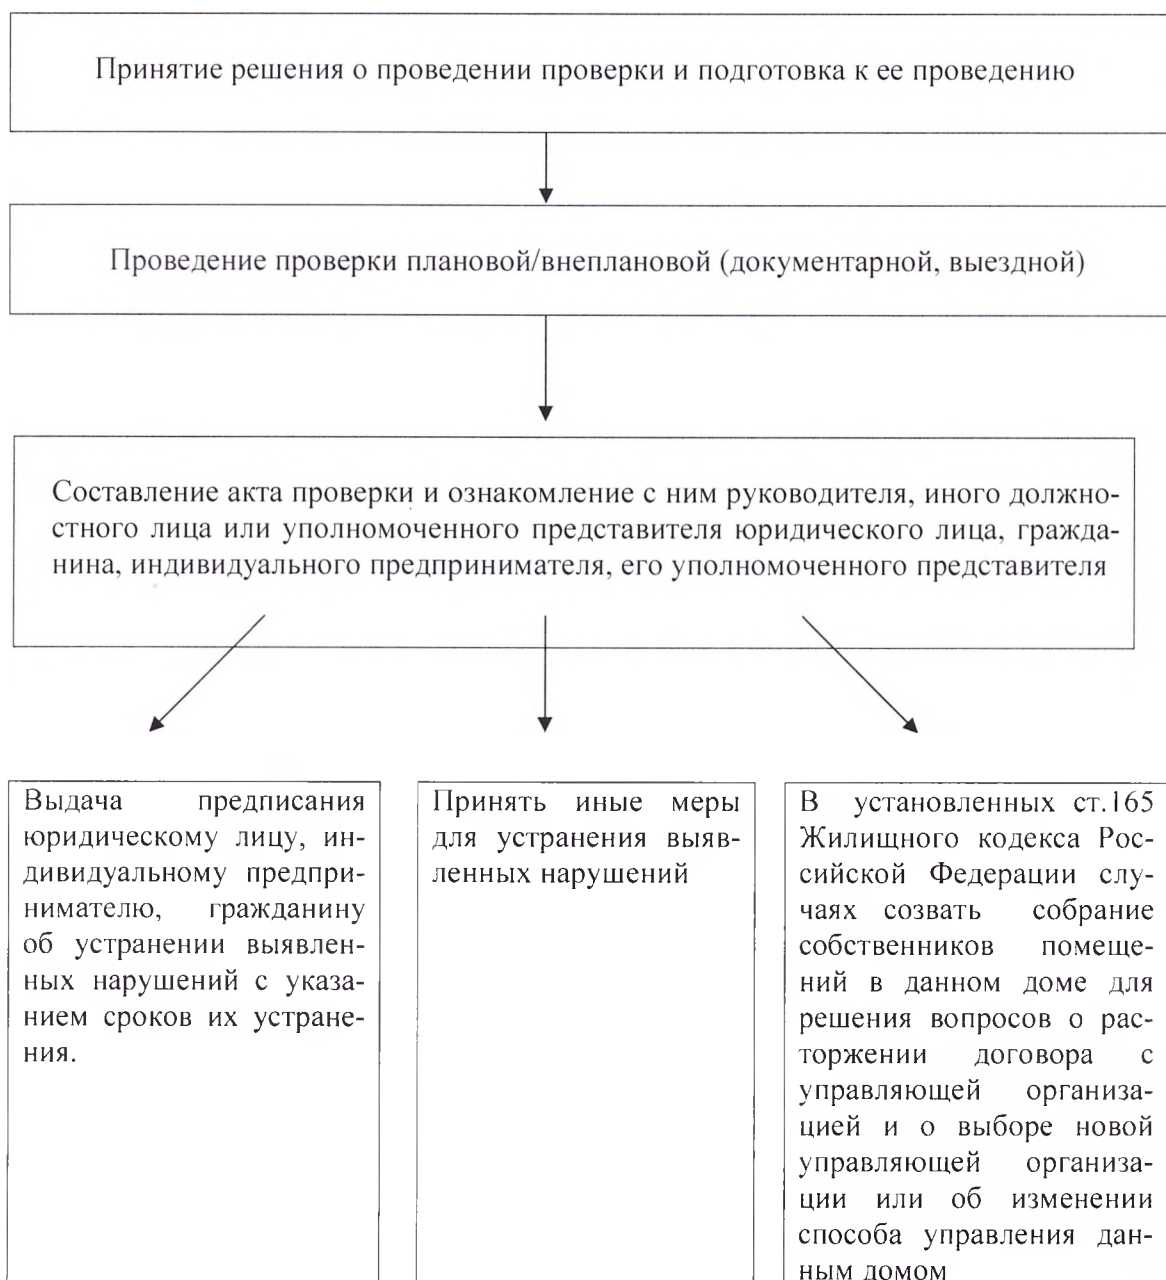 Принятие решения о проведении проверки и подготовка к ее проведению
Проведение проверки плановой/внеплановой (документарной, выездной)
Составление акта проверки и ознакомление с ним руководителя, иного должно-
стного лица или уполномоченного представителя юридического лица, гражда-
нина, индивидуального предпринимателя, его уполномоченного представителя
Выдача предписания
юридическому лицу, ин-
дивидуальному предпри-
нимателю, гражданину
об устранении выявлен-
ных нарушений с указа-
нием сроков их устране-
ния.
Принять иные меры
для устранения выяв-
ленных нарушений
В установленных ст.165
Жилищного кодекса Рос-
сийской Федерации слу-
чаях созвать собрание
собственников помеще-
ний в данном доме для
решения вопросов о рас-
торжении договора с
управляющей организа-
цией и о выборе новой
управляющей организа-
ции или об изменении
способа управления дан-
ным домом